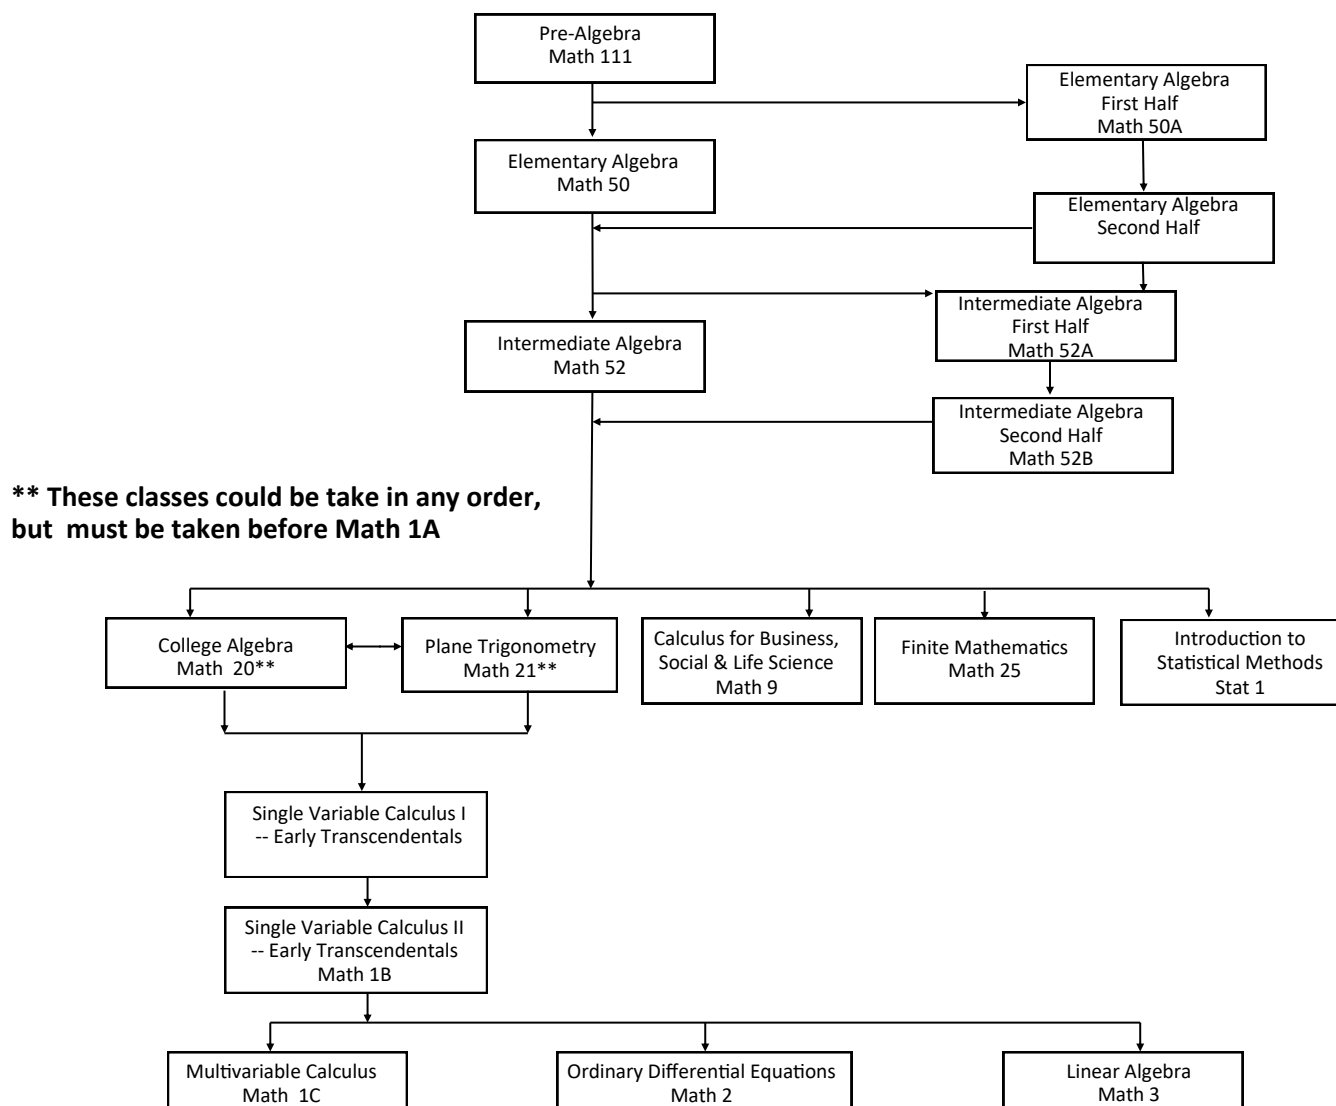 Pre-Algebra
Math 111
Elementary Algebra
First Half
Math 50A
Elementary Algebra
Math 50
Elementary Algebra
Second Half
Intermediate Algebra
First Half
Math 52A
Intermediate Algebra
Math 52
Intermediate Algebra
Second Half
Math 52B
** These classes could be take in any order,
but  must be taken before Math 1A
College Algebra
Math  20**
Plane Trigonometry
Math 21**
Calculus for Business,
Social & Life Science
Math 9
Finite Mathematics
Math 25
Introduction to
Statistical Methods
Stat 1
Single Variable Calculus I
-- Early Transcendentals
Single Variable Calculus II
-- Early Transcendentals
Math 1B
Multivariable Calculus
Math  1C
Ordinary Differential Equations
Math 2
Linear Algebra
Math 3